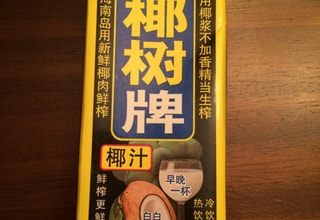 椰树牌
椰汁
海南岛用新鲜椰肉鲜榨
用椰浆不加香精当生榨
早晚
一杯
鲜榨更鲜
白白
冷饮
热饮